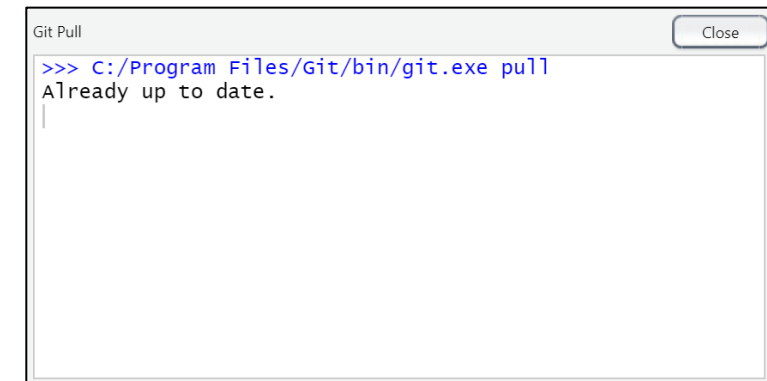 Git Pull
Close
>>> C:/Program Files/Git/bin/git.exe pull
Already up to date.